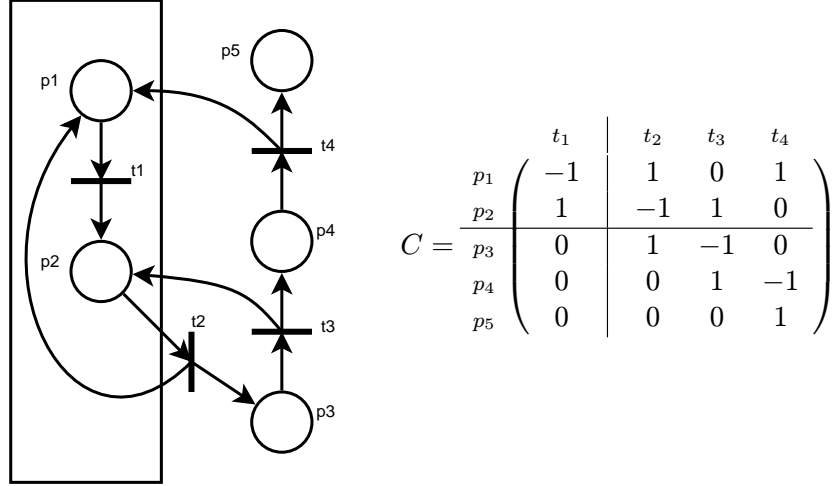 p5
p1
t4
t1
p4
p2
t2
t3
p3
t₁ t₂ t₃ t₄
p₁ −1 1 0 1
p₂ 1 −1 1 0
C = p₃ 0 1 −1 0
p₄ 0 0 1 −1
p₅ 0 0 0 1